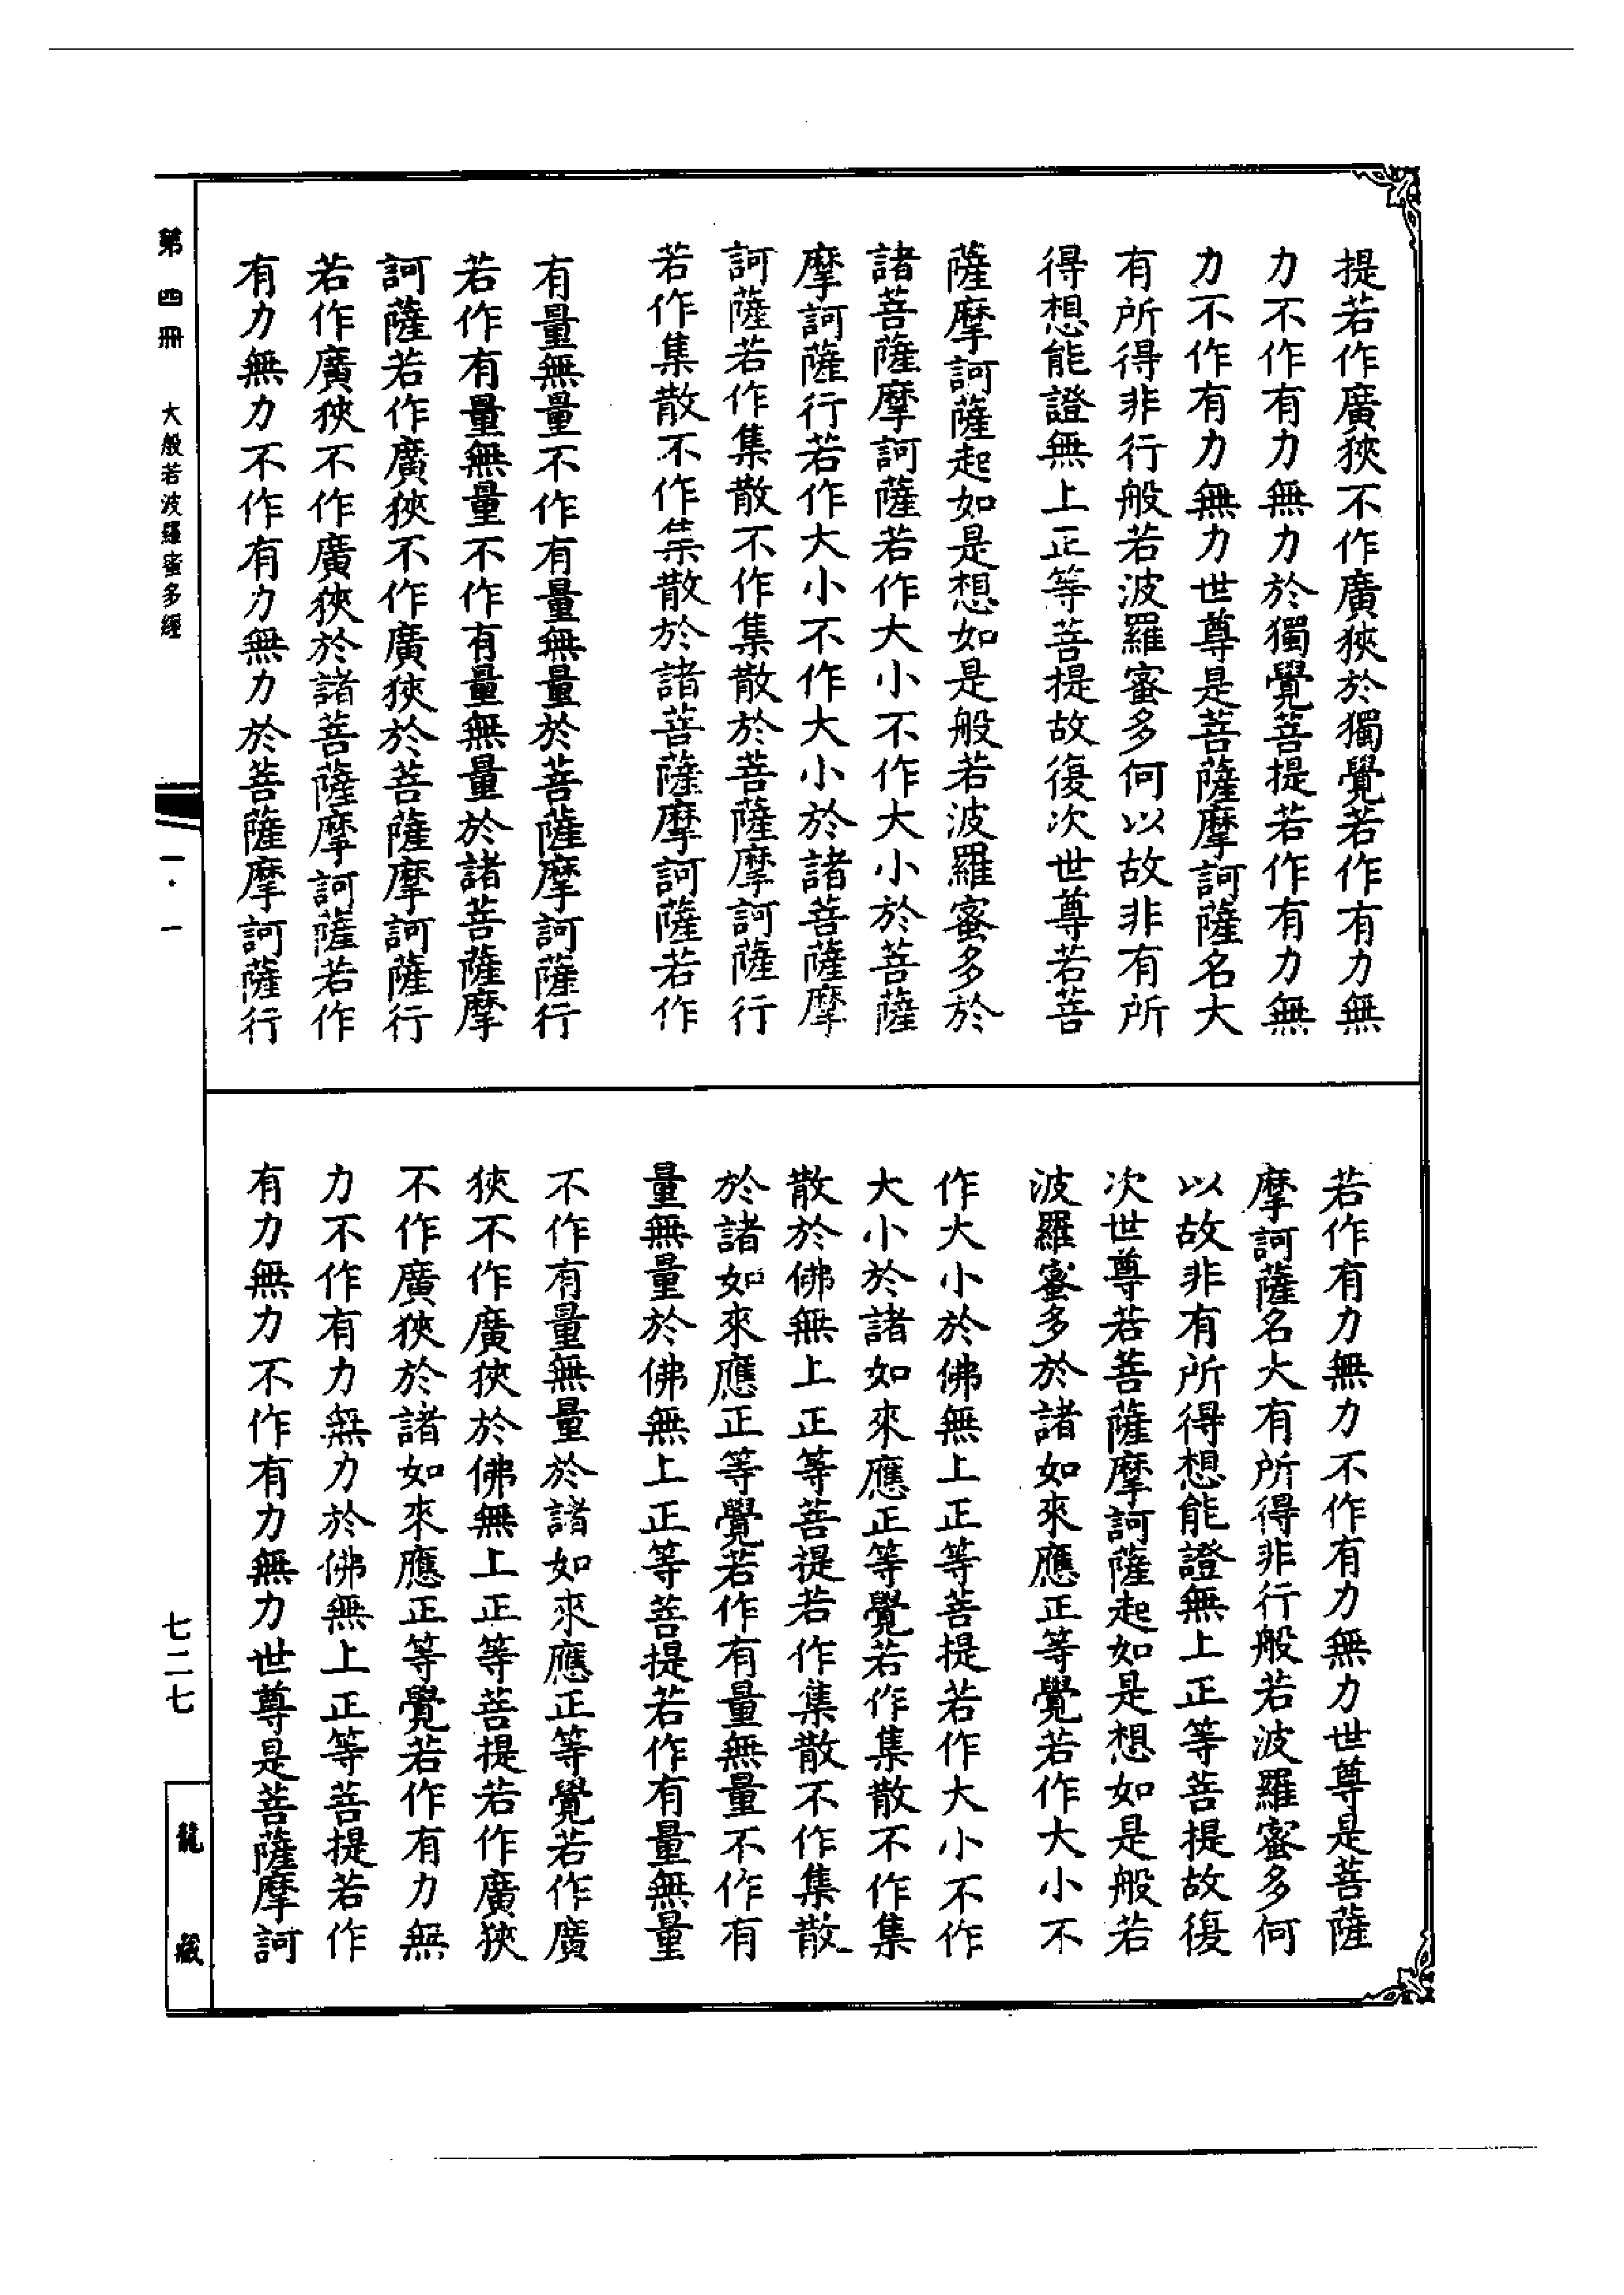 提若作廣狹不作廣狹於獨覺若作有力無
力不作有力無力於獨覺菩提若作有力無
力不作有力無力世尊是菩薩摩訶薩名大
有所得非行般若波羅蜜多何以故非有所
得想能證無上正等菩提故復次世尊若菩
薩摩訶薩起如是想如是般若波羅蜜多於
諸菩薩摩訶薩若作大小不作大小於菩薩
摩訶薩行若作大小不作大小於諸菩薩摩
訶薩若作集散不作集散於菩薩摩訶薩行
若作集散不作集散於諸菩薩摩訶薩若作
有量無量不作有量無量於菩薩摩訶薩行
若作有量無量不作有量無量於諸菩薩摩
訶薩若作廣狹不作廣狹於菩薩摩訶薩行
若作廣狹不作廣狹於諸菩薩摩訶薩若作
有力無力不作有力無力於菩薩摩訶薩行
若作有力無力不作有力無力世尊是菩薩
摩訶薩名大有所得非行般若波羅蜜多何
以故非有所得想能證無上正等菩提故復
次世尊若菩薩摩訶薩起如是想如是般若
波羅蜜多於諸如來應正等覺若作大小不
作大小於佛無上正等菩提若作大小不作
大小於諸如來應正等覺若作集散不作集
散於佛無上正等菩提若作集散不作集散
於諸如來應正等覺若作有量無量不作有
量無量於佛無上正等菩提若作有量無量
不作有量無量於諸如來應正等覺若作廣
狹不作廣狹於佛無上正等菩提若作廣狹
不作廣狹於諸如來應正等覺若作有力無
力不作有力無力於佛無上正等菩提若作
有力無力不作有力無力世尊是菩薩摩訶
第四冊 大般若波羅蜜多經 一·一
七二七
龍藏